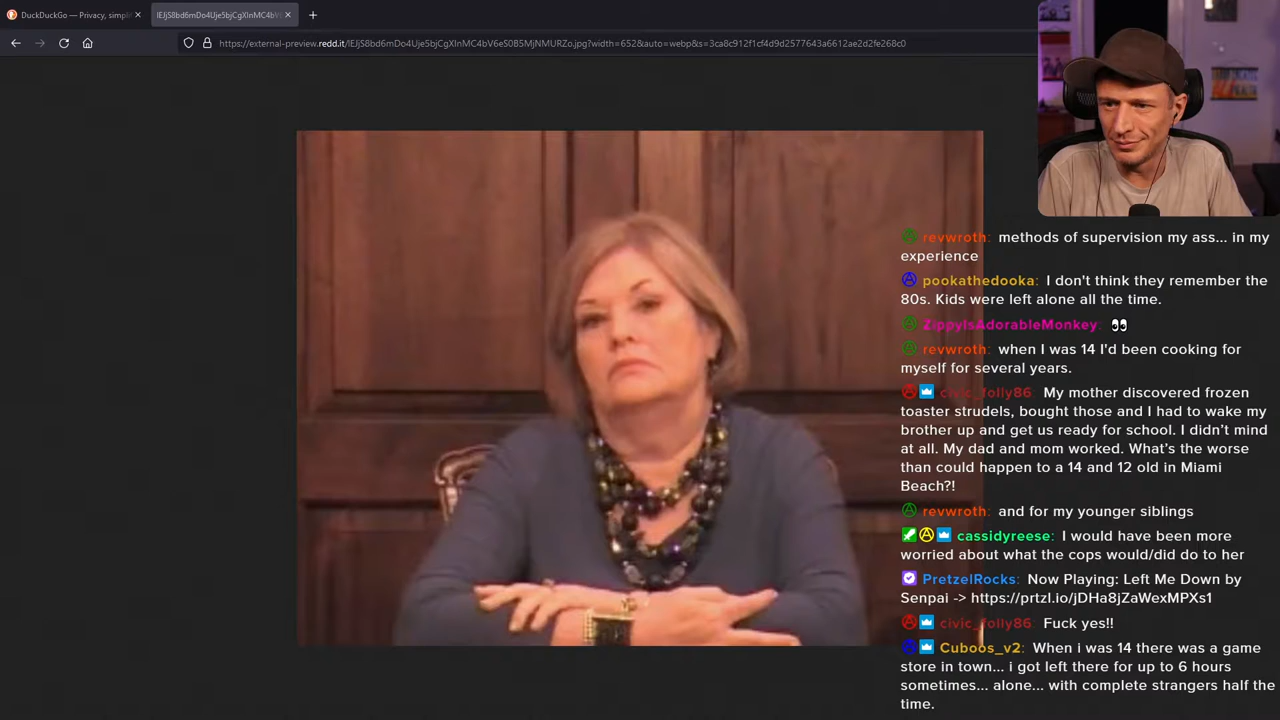 DuckDuckGo — Privacy, simpli
lEJjS8bd6mDo4Uje5bjCgXlnMC4bV
https://external-preview.redd.it/lEJjS8bd6mDo4Uje5bjCgXlnMC4bV6eS0B5MjNMURZo.jpg?width=652&auto=webp&s=3ca8c912f1cf4d9d2577643a6612ae2d2fe268c0
revwroth: methods of supervision my ass... in my
experience
pookathedooka: I don't think they remember the
80s. Kids were left alone all the time.
ZippyIsAdorableMonkey: 👀
revwroth: when I was 14 I'd been cooking for
myself for several years.
civic_folly86 My mother discovered frozen
toaster strudels, bought those and I had to wake my
brother up and get us ready for school. I didn't mind
at all. My dad and mom worked. What's the worse
than could happen to a 14 and 12 old in Miami
Beach?!
revwroth: and for my younger siblings
cassidyreese: I would have been more
worried about what the cops would/did do to her
PretzelRocks: Now Playing: Left Me Down by
Senpai -> https://prtzl.io/jDHa8jZaWexMPXs1
civic_folly86 Fuck yes!!
Cuboos_v2: When i was 14 there was a game
store in town... i got left there for up to 6 hours
sometimes... alone... with complete strangers half the
time.